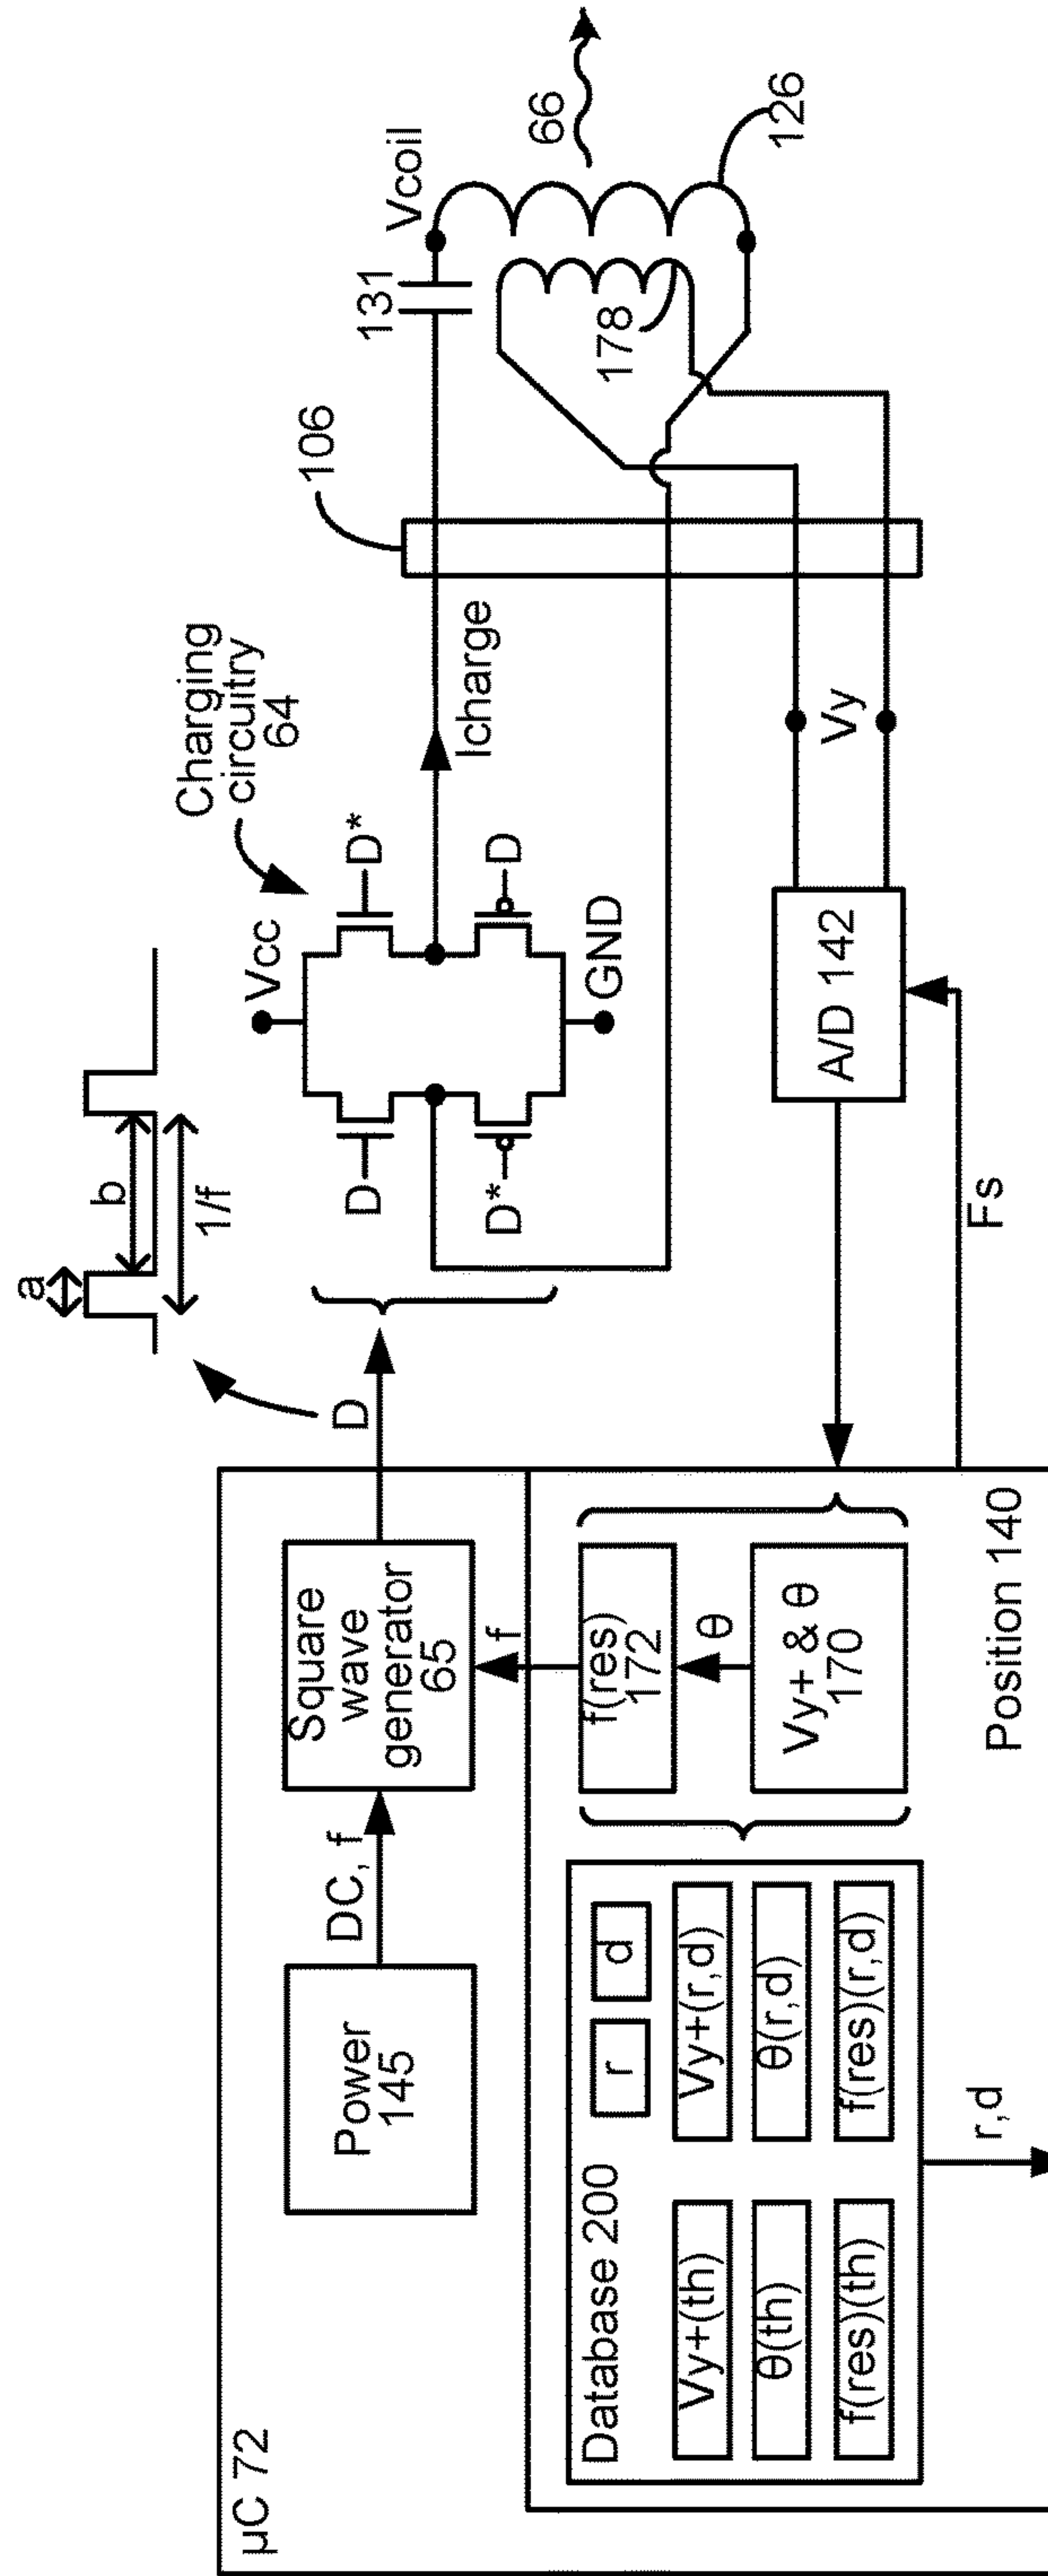 µC 72
Power
145
DC, f
Square
wave
generator
65
D
a
b
1/f
Charging
circuitry
64
Vcc
D
D*
D*
D
GND
Icharge
106
131
Vcoil
66
126
178
Vy
A/D 142
Fs
f
f(res)
172
θ
Vy+ & θ
170
Position 140
Database 200
r
d
Vy+(th)
Vy+(r,d)
θ(th)
θ(r,d)
f(res)(th)
f(res)(r,d)
r,d